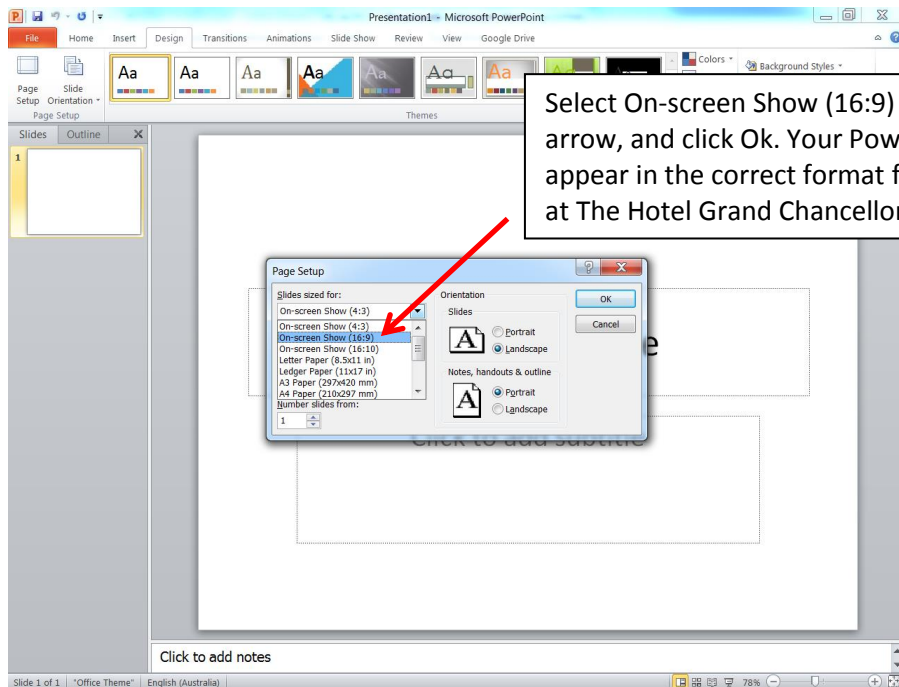 Presentation1 - Microsoft PowerPoint
File Home Insert Design Transitions Animations Slide Show Review View Google Drive
Aa Aa Aa Aa Aa Aa Aa
Colors
Background Styles
Page Setup
Slide Orientation
Page Setup
Themes
Select On-screen Show (16:9)
arrow, and click Ok. Your Pow
appear in the correct format f
at The Hotel Grand Chancellor
Slides Outline
1
Page Setup
Slides sized for:
On-screen Show (4:3)
On-screen Show (4:3)
On-screen Show (16:9)
On-screen Show (16:10)
Letter Paper (8.5x11 in)
Ledger Paper (11x17 in)
A3 Paper (297x420 mm)
A4 Paper (210x297 mm)
Number slides from:
1
Orientation
Slides
A
Portrait
Landscape
Notes, handouts & outline
A
Portrait
Landscape
OK
Cancel
e
Click to add subtitle
Click to add notes
Slide 1 of 1 "Office Theme" English (Australia) 78%